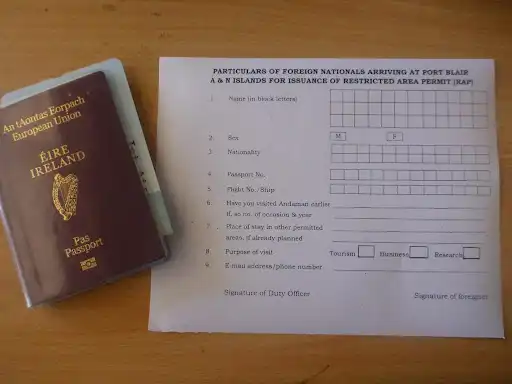 An tAontas Eorpach
European Union
ÉIRE
IRELAND
Pas
Passport
PARTICULARS OF FOREIGN NATIONALS ARRIVING AT PORT BLAIR
A & N ISLANDS FOR ISSUANCE OF RESTRICTED AREA PERMIT (RAP)
1. Name (in block letters)
2. Sex M F
3. Nationality
4. Passport No.
5. Flight No./Ship
6. Have you visited Andaman earlier
if, so no. of occasion & year
7. Place of stay in other permitted
areas, if already planned
8. Purpose of visit Tourism Business Research
9. E-mail address/phone number
Signature of Duty Officer Signature of foreigner